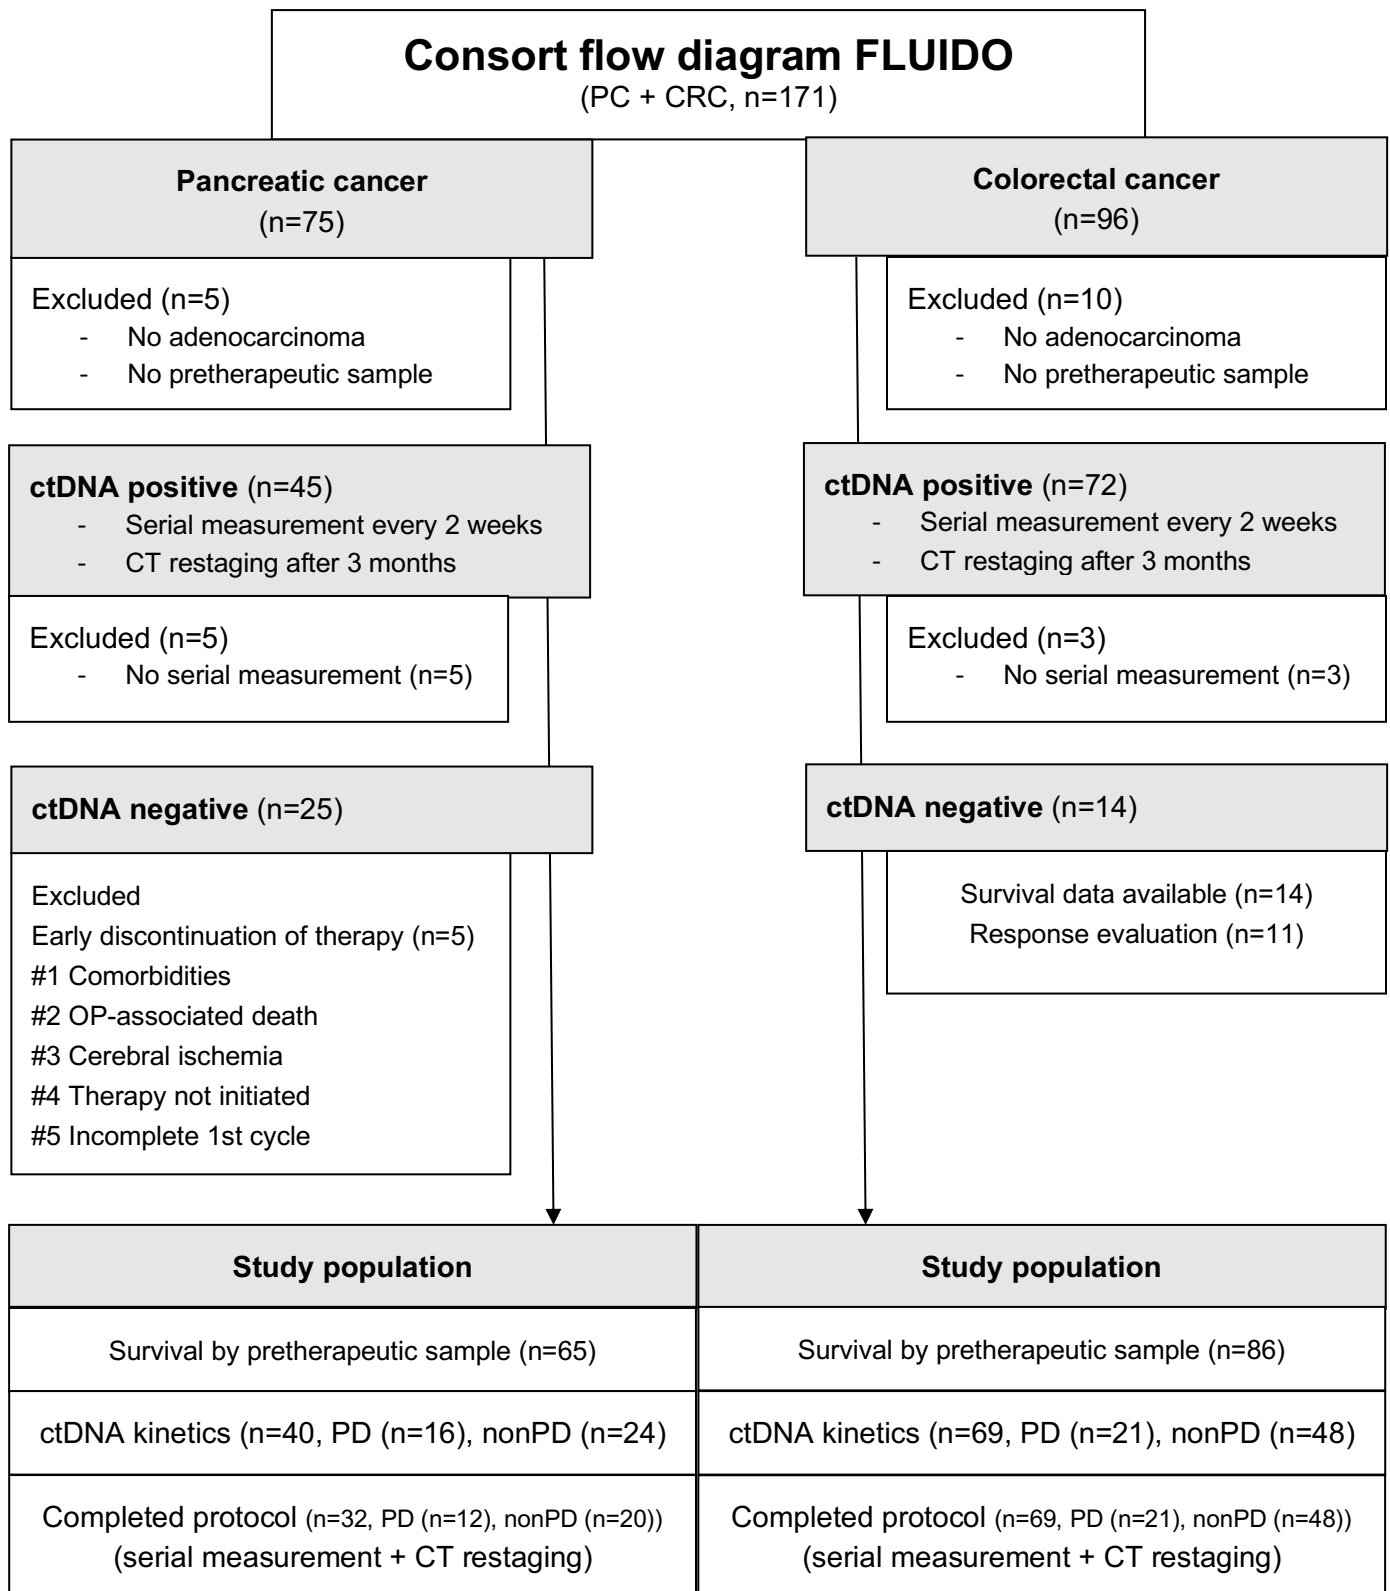 Consort flow diagram FLUIDO
(PC + CRC, n=171)
Pancreatic cancer
(n=75)
Excluded (n=5)
- No adenocarcinoma
- No pretherapeutic sample
ctDNA positive (n=45)
- Serial measurement every 2 weeks
- CT restaging after 3 months
Excluded (n=5)
- No serial measurement (n=5)
ctDNA negative (n=25)
Excluded
Early discontinuation of therapy (n=5)
#1 Comorbidities
#2 OP-associated death
#3 Cerebral ischemia
#4 Therapy not initiated
#5 Incomplete 1st cycle
Colorectal cancer
(n=96)
Excluded (n=10)
- No adenocarcinoma
- No pretherapeutic sample
ctDNA positive (n=72)
- Serial measurement every 2 weeks
- CT restaging after 3 months
Excluded (n=3)
- No serial measurement (n=3)
ctDNA negative (n=14)
Survival data available (n=14)
Response evaluation (n=11)
Study population
Survival by pretherapeutic sample (n=65)
ctDNA kinetics (n=40, PD (n=16), nonPD (n=24)
Completed protocol (n=32, PD (n=12), nonPD (n=20))
(serial measurement + CT restaging)
Study population
Survival by pretherapeutic sample (n=86)
ctDNA kinetics (n=69, PD (n=21), nonPD (n=48)
Completed protocol (n=69, PD (n=21), nonPD (n=48))
(serial measurement + CT restaging)